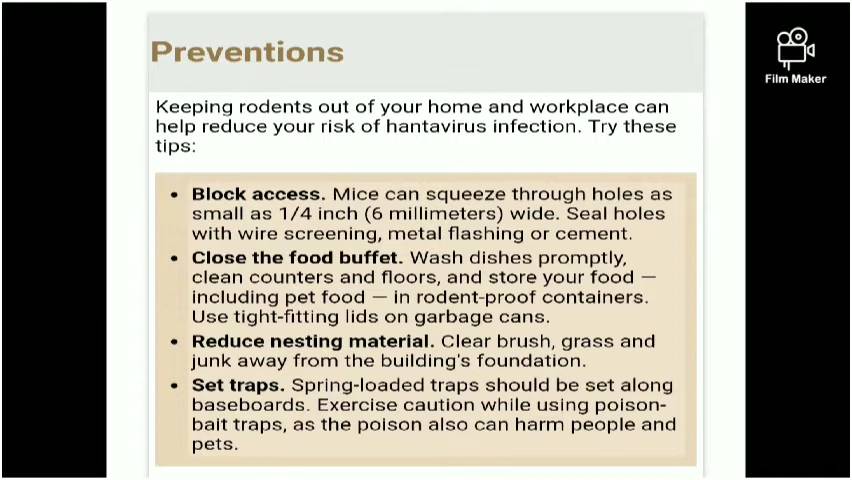 Preventions
Film Maker
Keeping rodents out of your home and workplace can
help reduce your risk of hantavirus infection. Try these
tips:
• Block access. Mice can squeeze through holes as
small as 1/4 inch (6 millimeters) wide. Seal holes
with wire screening, metal flashing or cement.
• Close the food buffet. Wash dishes promptly,
clean counters and floors, and store your food —
including pet food — in rodent-proof containers.
Use tight-fitting lids on garbage cans.
• Reduce nesting material. Clear brush, grass and
junk away from the building's foundation.
• Set traps. Spring-loaded traps should be set along
baseboards. Exercise caution while using poison-
bait traps, as the poison also can harm people and
pets.